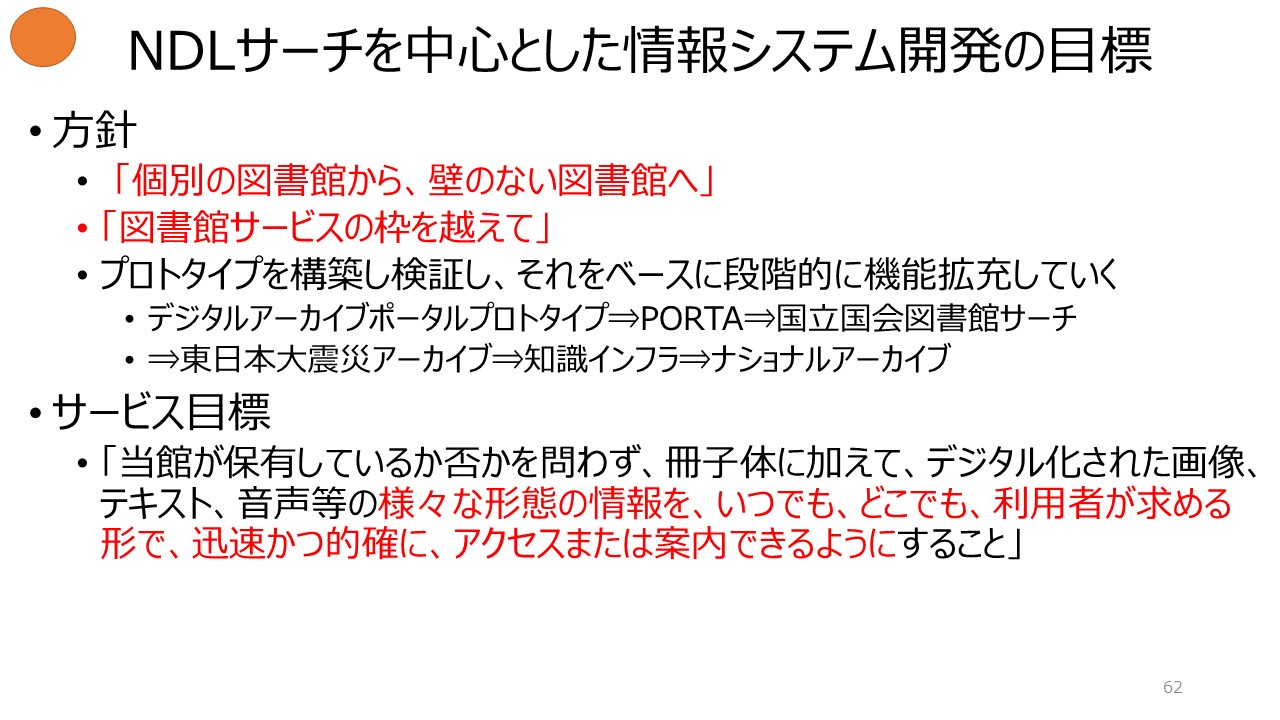 NDLサーチを中心とした情報システム開発の目標
• 方針
• 「個別の図書館から、壁のない図書館へ」
• 「図書館サービスの枠を越えて」
• プロトタイプを構築し検証し、それをベースに段階的に機能拡充していく
• デジタルアーカイブポータルプロトタイプ⇒PORTA⇒国立国会図書館サーチ
• ⇒東日本大震災アーカイブ⇒知識インフラ⇒ナショナルアーカイブ
• サービス目標
• 「当館が保有しているか否かを問わず、冊子体に加えて、デジタル化された画像、
テキスト、音声等の様々な形態の情報を、いつでも、どこでも、利用者が求める
形で、迅速かつ的確に、アクセスまたは案内できるようにすること」
62